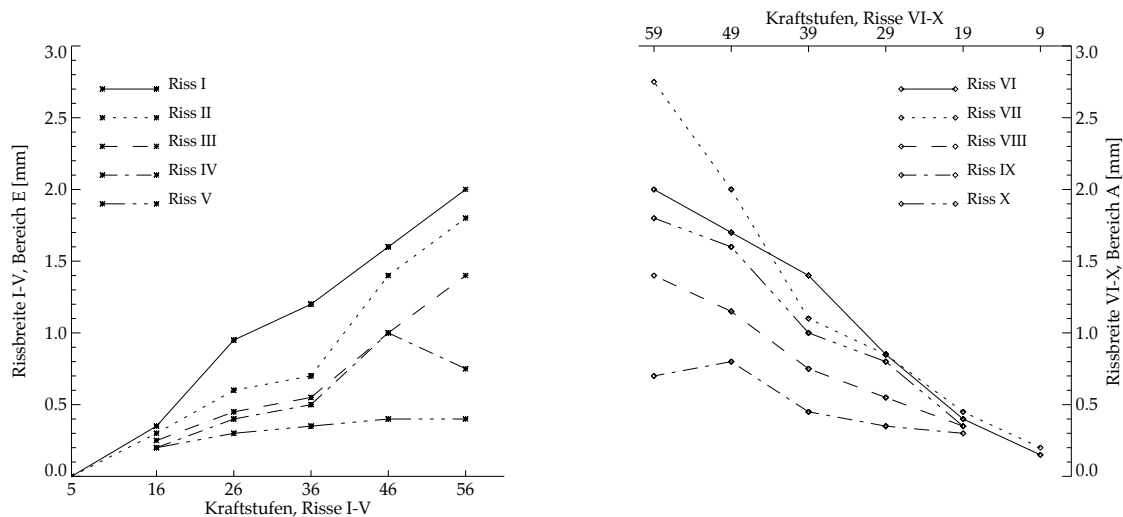 3.0
2.5
2.0
1.5
1.0
0.5
0.0
Rissbreite I-V, Bereich E [mm]
Riss I
Riss II
Riss III
Riss IV
Riss V
5 16 26 36 46 56
Kraftstufen, Risse I-V
Kraftstufen, Risse VI-X
59 49 39 29 19 9
Riss VI
Riss VII
Riss VIII
Riss IX
Riss X
3.0
2.5
2.0
1.5
1.0
0.5
0.0
Rissbreite VI-X, Bereich A [mm]